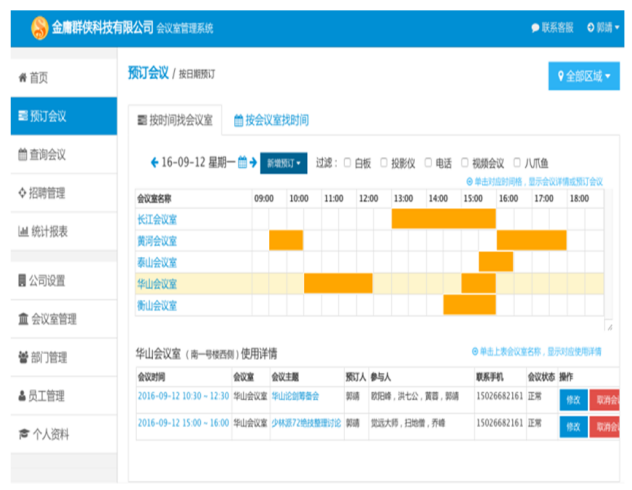 金庸群侠科技有限公司 会议室管理系统
联系客服 郭靖
首页
预订会议
查询会议
招聘管理
统计报表
公司设置
会议室管理
部门管理
员工管理
个人资料
预订会议 / 按日期预订
全部区域
按时间找会议室 按会议室找时间
16-09-12 星期一 新增预订 过滤： 白板 投影仪 电话 视频会议 八爪鱼
单击对应时间格，显示会议详情或预订会议
会议室名称 09:00 10:00 11:00 12:00 13:00 14:00 15:00 16:00 17:00 18:00
长江会议室
黄河会议室
泰山会议室
华山会议室
衡山会议室
华山会议室（南一号楼西侧）使用详情
单击上表会议室名称，显示对应使用详情
会议时间 会议室 会议主题 预订人 参与人 联系手机 会议状态 操作
2016-09-12 10:30 ~ 12:30 华山会议室 华山论剑筹备会 郭靖 欧阳峰，洪七公，黄蓉，郭靖 15026682161 正常 修改 取消会
2016-09-12 15:00 ~ 16:00 华山会议室 少林派72绝技整理讨论 郭靖 觉远大师，扫地僧，乔峰 15026682161 正常 修改 取消会